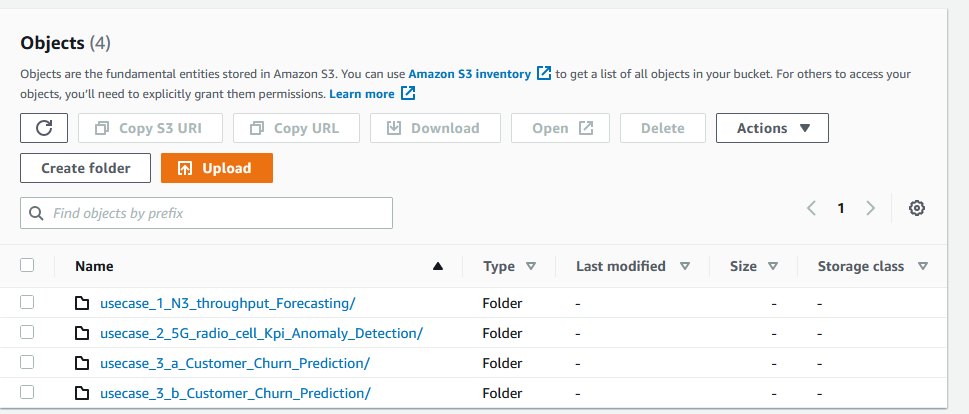 Objects (4)
Objects are the fundamental entities stored in Amazon S3. You can use Amazon S3 inventory to get a list of all objects in your bucket. For others to access your
objects, you'll need to explicitly grant them permissions. Learn more
Copy S3 URI Copy URL Download Open Delete Actions
Create folder Upload
Find objects by prefix 1
Name Type Last modified Size Storage class
usecase_1_N3_throughput_Forecasting/ Folder - - -
usecase_2_5G_radio_cell_Kpi_Anomaly_Detection/ Folder - - -
usecase_3_a_Customer_Churn_Prediction/ Folder - - -
usecase_3_b_Customer_Churn_Prediction/ Folder - - -